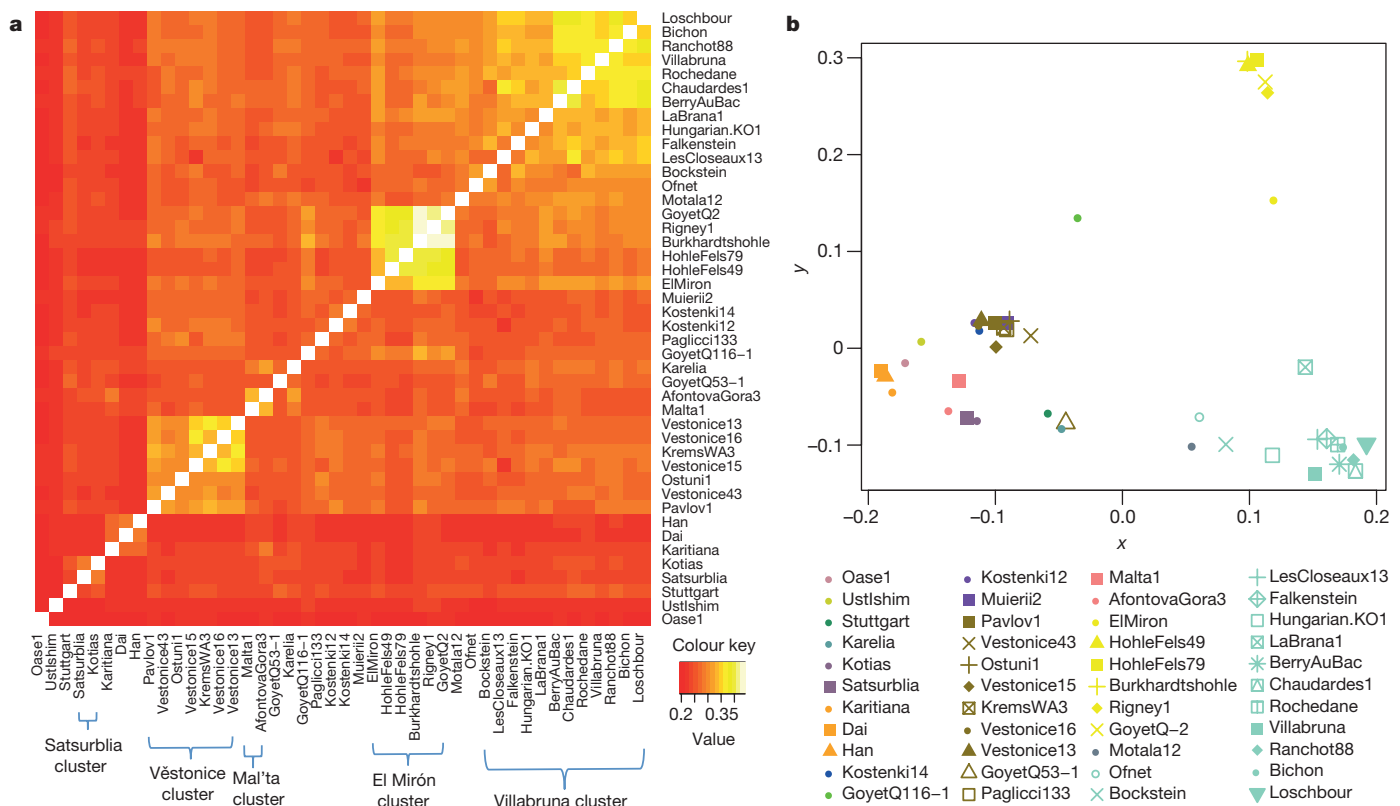 a
Loschbour
Bichon
Ranchot88
Villabruna
Rochedane
Chaudardes1
BerryAuBac
LaBrana1
Hungarian.KO1
Falkenstein
LesCloseaux13
Bockstein
Ofnet
Motala12
GoyetQ2
Rigney1
Burkhardtshohle
HohleFels79
HohleFels49
ElMiron
Muierii2
Kostenki14
Kostenki12
Paglicci133
GoyetQ116−1
Karelia
GoyetQ53−1
AfontovaGora3
Malta1
Vestonice13
Vestonice16
KremsWA3
Vestonice15
Ostuni1
Vestonice43
Pavlov1
Han
Dai
Karitiana
Kotias
Satsurblia
Stuttgart
UstIshim
Oase1
Oase1
UstIshim
Stuttgart
Satsurblia
Kotias
Karitiana
Dai
Han
Pavlov1
Vestonice43
Ostuni1
Vestonice15
KremsWA3
Vestonice16
Vestonice13
Malta1
AfontovaGora3
GoyetQ53−1
Karelia
GoyetQ116−1
Paglicci133
Kostenki12
Kostenki14
Muierii2
ElMiron
HohleFels49
HohleFels79
Burkhardtshohle
Rigney1
GoyetQ2
Motala12
Ofnet
Bockstein
LesCloseaux13
Falkenstein
Hungarian.KO1
LaBrana1
BerryAuBac
Chaudardes1
Rochedane
Villabruna
Ranchot88
Bichon
Loschbour
Satsurblia
cluster
Věstonice
cluster
Mal'ta
cluster
El Mirón
cluster
Villabruna cluster
Colour key
0.2 0.35
Value
b
0.3
0.2
0.1
0
−0.1
y
−0.2 −0.1 0.0 0.1 0.2
x
Oase1
UstIshim
Stuttgart
Karelia
Kotias
Satsurblia
Karitiana
Dai
Han
Kostenki14
GoyetQ116−1
Kostenki12
Muierii2
Pavlov1
Vestonice43
Ostuni1
Vestonice15
KremsWA3
Vestonice16
Vestonice13
GoyetQ53−1
Paglicci133
Malta1
AfontovaGora3
ElMiron
HohleFels49
HohleFels79
Burkhardtshohle
Rigney1
GoyetQ-2
Motala12
Ofnet
Bockstein
LesCloseaux13
Falkenstein
Hungarian.KO1
LaBrana1
BerryAuBac
Chaudardes1
Rochedane
Villabruna
Ranchot88
Bichon
Loschbour